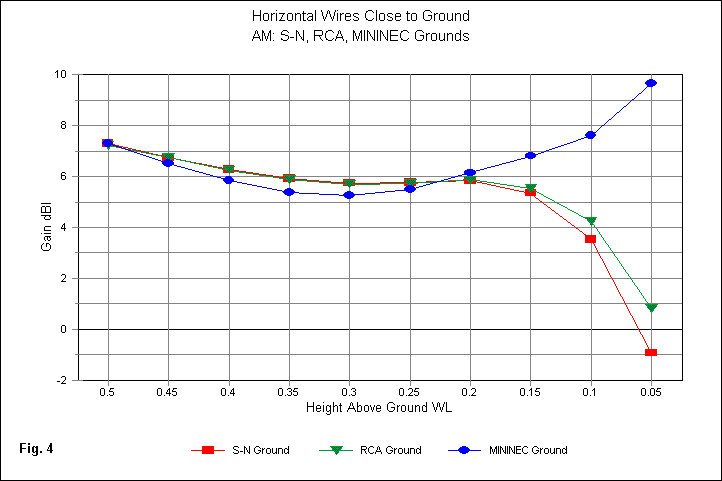 Horizontal Wires Close to Ground
AM: S-N, RCA, MININEC Grounds
10
8
6
4
2
0
-2
Gain dBI
0.5 0.45 0.4 0.35 0.3 0.25 0.2 0.15 0.1 0.05
Height Above Ground WL
Fig. 4
S-N Ground RCA Ground MININEC Ground